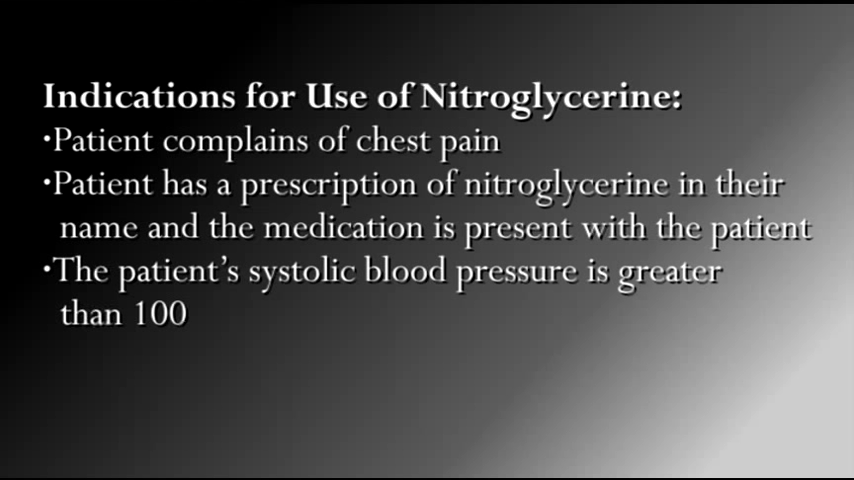 Indications for Use of Nitroglycerine:
•Patient complains of chest pain
•Patient has a prescription of nitroglycerine in their
name and the medication is present with the patient
•The patient’s systolic blood pressure is greater
than 100